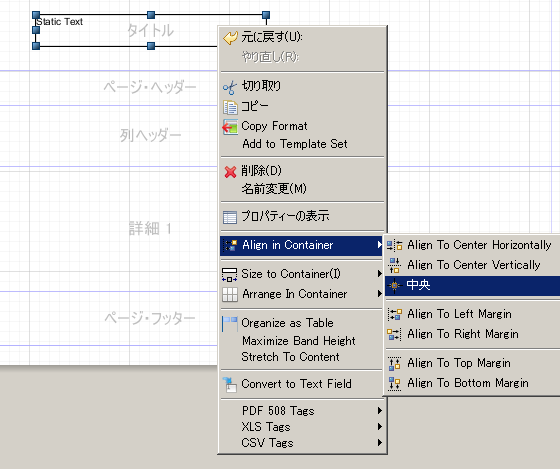 Static Text
タイトル
ページ・ヘッダー
列ヘッダー
詳細 1
ページ・フッター
元に戻す(U):
やり直し(R):
切り取り
コピー
Copy Format
Add to Template Set
削除(D)
名前変更(M)
プロパティーの表示
Align in Container
Size to Container(I)
Arrange In Container
Organize as Table
Maximize Band Height
Stretch To Content
Convert to Text Field
PDF 508 Tags
XLS Tags
CSV Tags
Align To Center Horizontally
Align To Center Vertically
中央
Align To Left Margin
Align To Right Margin
Align To Top Margin
Align To Bottom Margin